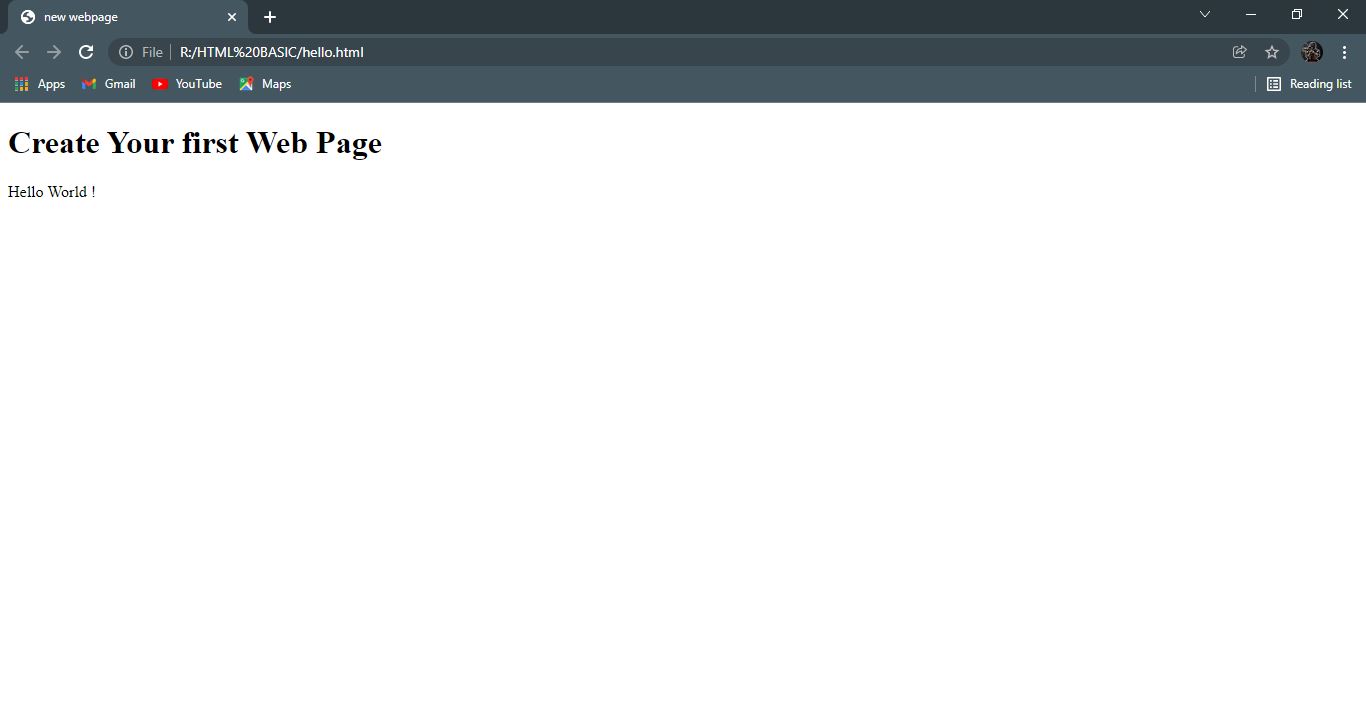 new webpage
File R:/HTML%20BASIC/hello.html
Apps Gmail YouTube Maps Reading list
Create Your first Web Page
Hello World !